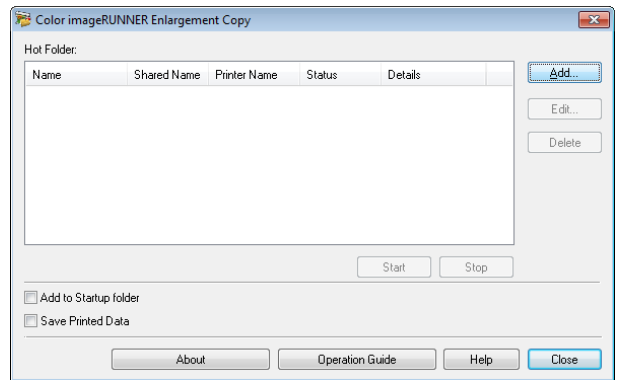 Color imageRUNNER Enlargement Copy
Hot Folder:
Name Shared Name Printer Name Status Details
Add...
Edit...
Delete
Start Stop
Add to Startup folder
Save Printed Data
About Operation Guide Help Close